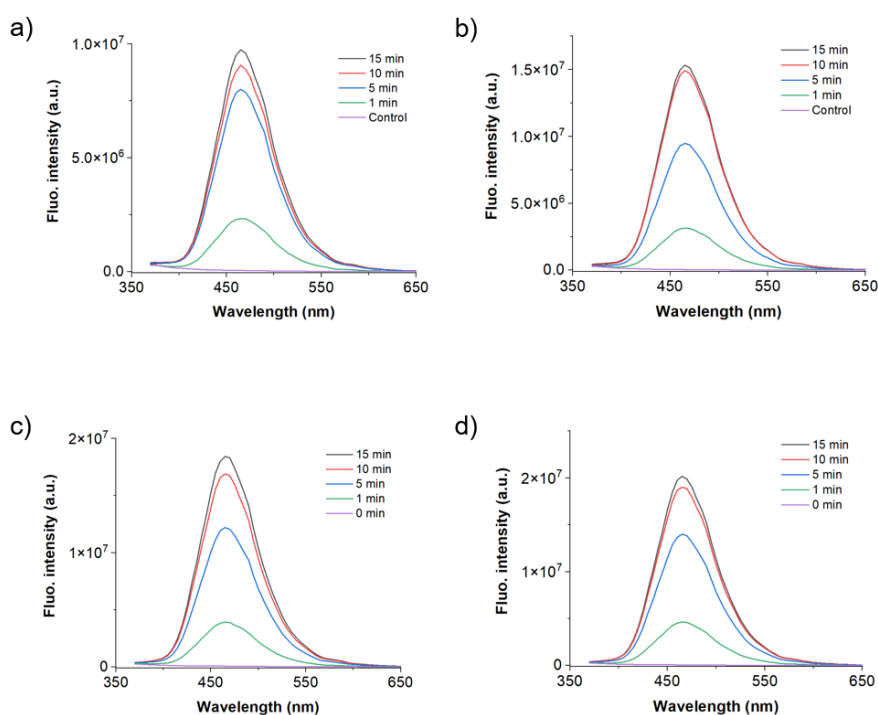 a)
Fluo. intensity (a.u.)
1.0×10⁷
5.0×10⁶
0.0
350
450
550
650
Wavelength (nm)
15 min
10 min
5 min
1 min
Control
b)
Fluo. intensity (a.u.)
1.5×10⁷
1.0×10⁷
5.0×10⁶
0.0
350
450
550
650
Wavelength (nm)
15 min
10 min
5 min
1 min
Control
c)
Fluo. intensity (a.u.)
2×10⁷
1×10⁷
0
350
450
550
650
Wavelength (nm)
15 min
10 min
5 min
1 min
0 min
d)
Fluo. intensity (a.u.)
2×10⁷
1×10⁷
0
350
450
550
650
Wavelength (nm)
15 min
10 min
5 min
1 min
0 min